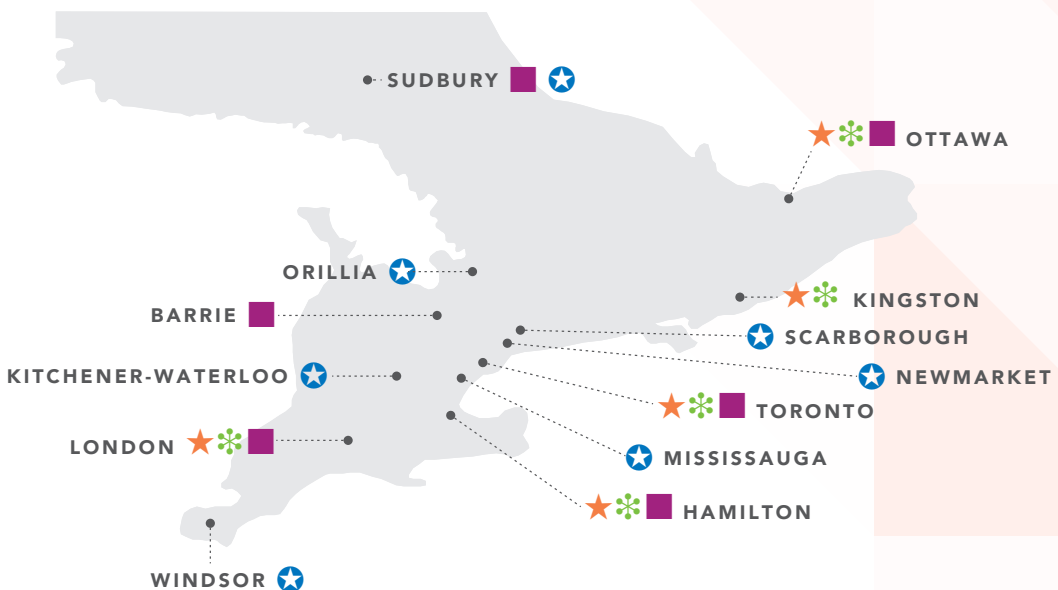 SUDBURY
OTTAWA
ORILLIA
KINGSTON
BARRIE
SCARBOROUGH
KITCHENER-WATERLOO
NEWMARKET
TORONTO
LONDON
MISSISSAUGA
HAMILTON
WINDSOR